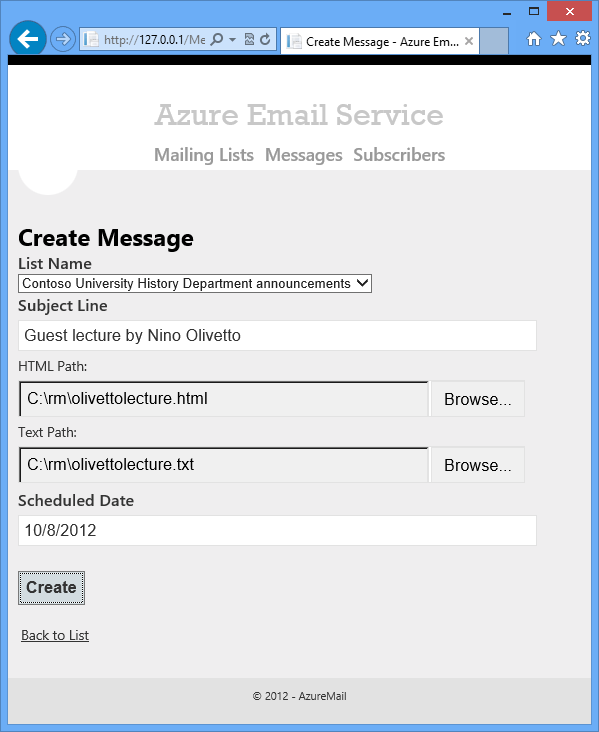 http://127.0.0.1/Me
Create Message - Azure Em...
Azure Email Service
Mailing Lists Messages Subscribers
Create Message
List Name
Contoso University History Department announcements
Subject Line
Guest lecture by Nino Olivetto
HTML Path:
C:\rm\olivettolecture.html Browse...
Text Path:
C:\rm\olivettolecture.txt Browse...
Scheduled Date
10/8/2012
Create
Back to List
© 2012 - AzureMail